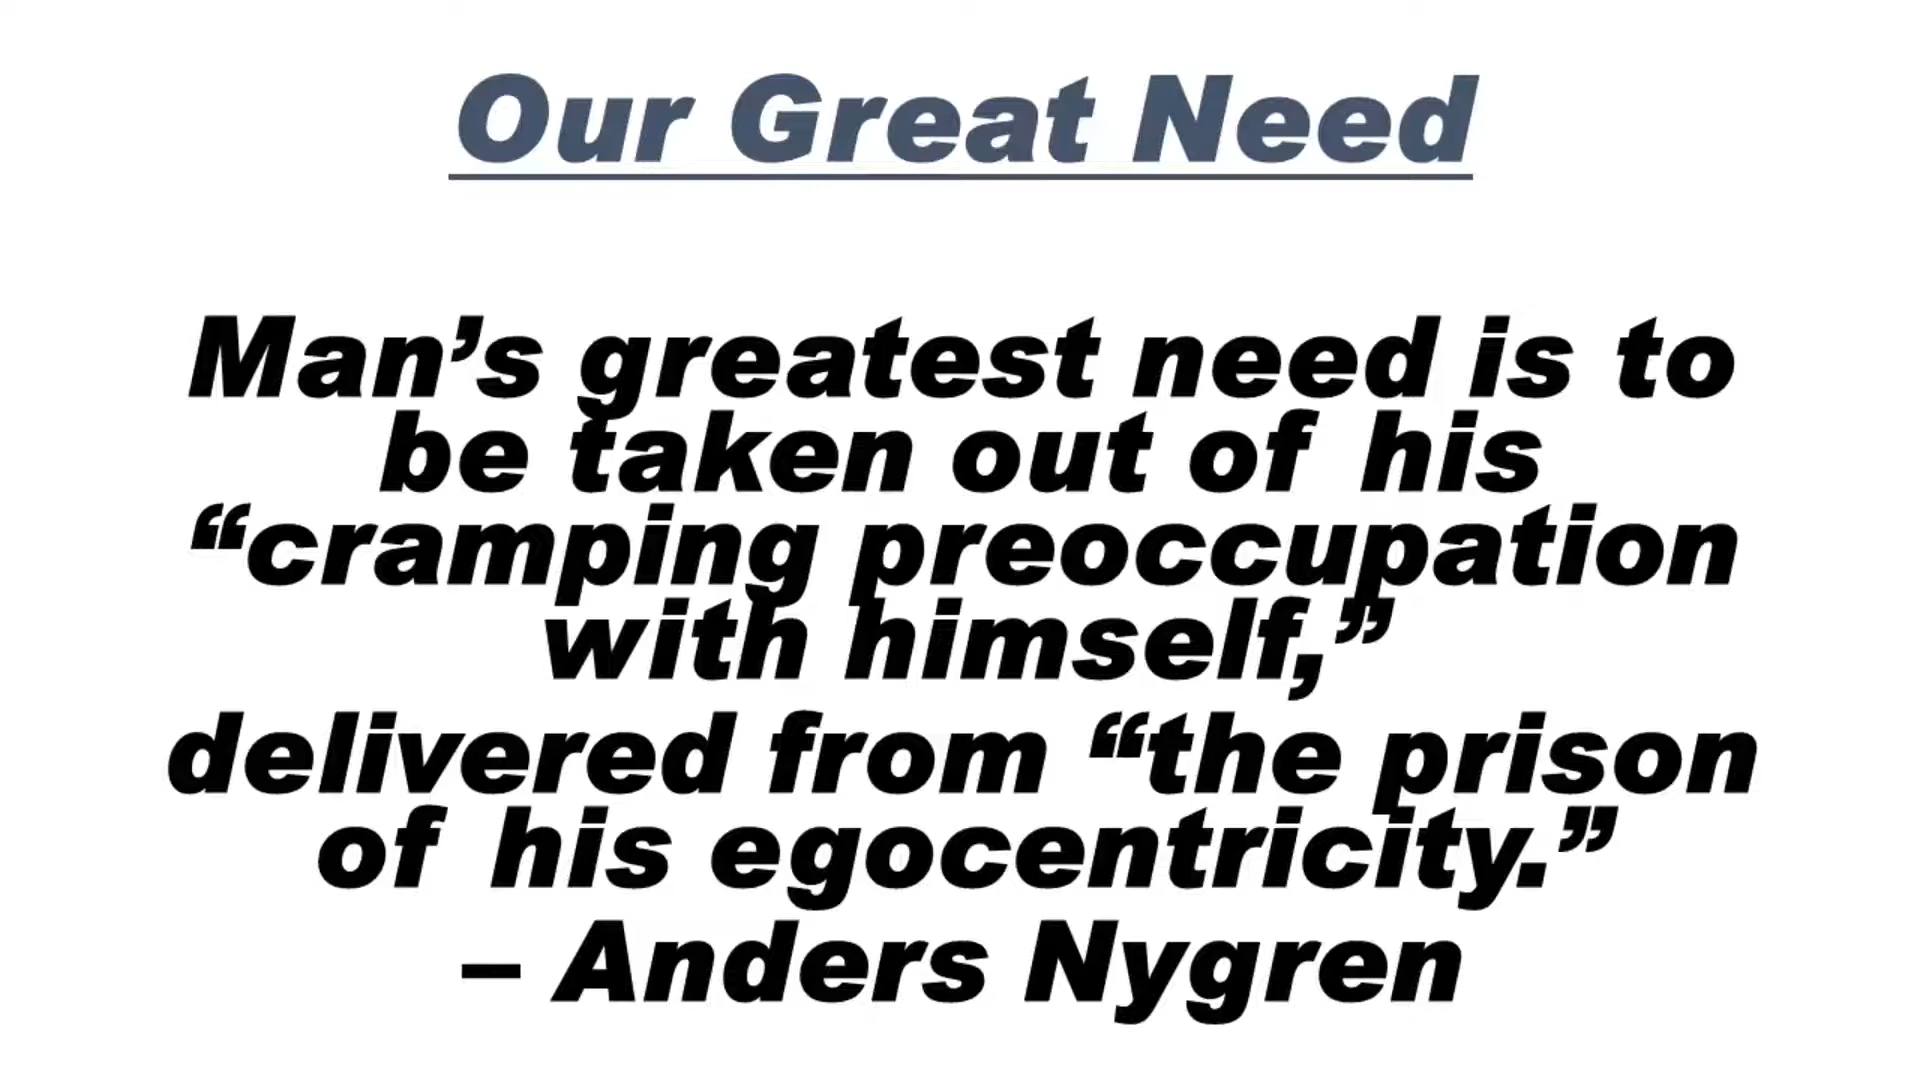 Our Great Need
Man’s greatest need is to
be taken out of his
“cramping preoccupation
with himself,”
delivered from “the prison
of his egocentricity.”
– Anders Nygren